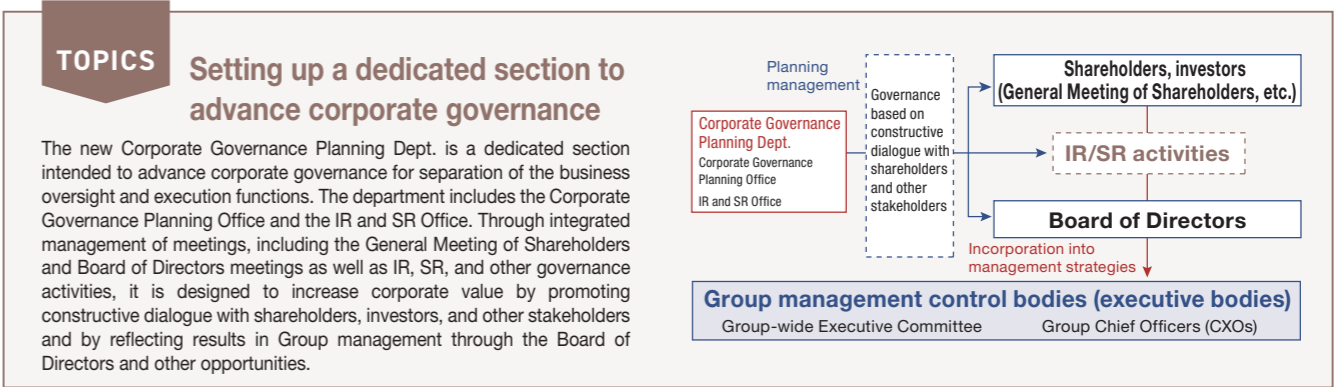 TOPICS
Setting up a dedicated section to
advance corporate governance
The new Corporate Governance Planning Dept. is a dedicated section
intended to advance corporate governance for separation of the business
oversight and execution functions. The department includes the Corporate
Governance Planning Office and the IR and SR Office. Through integrated
management of meetings, including the General Meeting of Shareholders
and Board of Directors meetings as well as IR, SR, and other governance
activities, it is designed to increase corporate value by promoting
constructive dialogue with shareholders, investors, and other stakeholders
and by reflecting results in Group management through the Board of
Directors and other opportunities.
Planning
management
Corporate Governance
Planning Dept.
Corporate Governance
Planning Office
IR and SR Office
Governance
based on
constructive
dialogue with
shareholders
and other
stakeholders
Shareholders, investors
(General Meeting of Shareholders, etc.)
IR/SR activities
Board of Directors
Incorporation into
management strategies
Group management control bodies (executive bodies)
Group-wide Executive Committee
Group Chief Officers (CXOs)